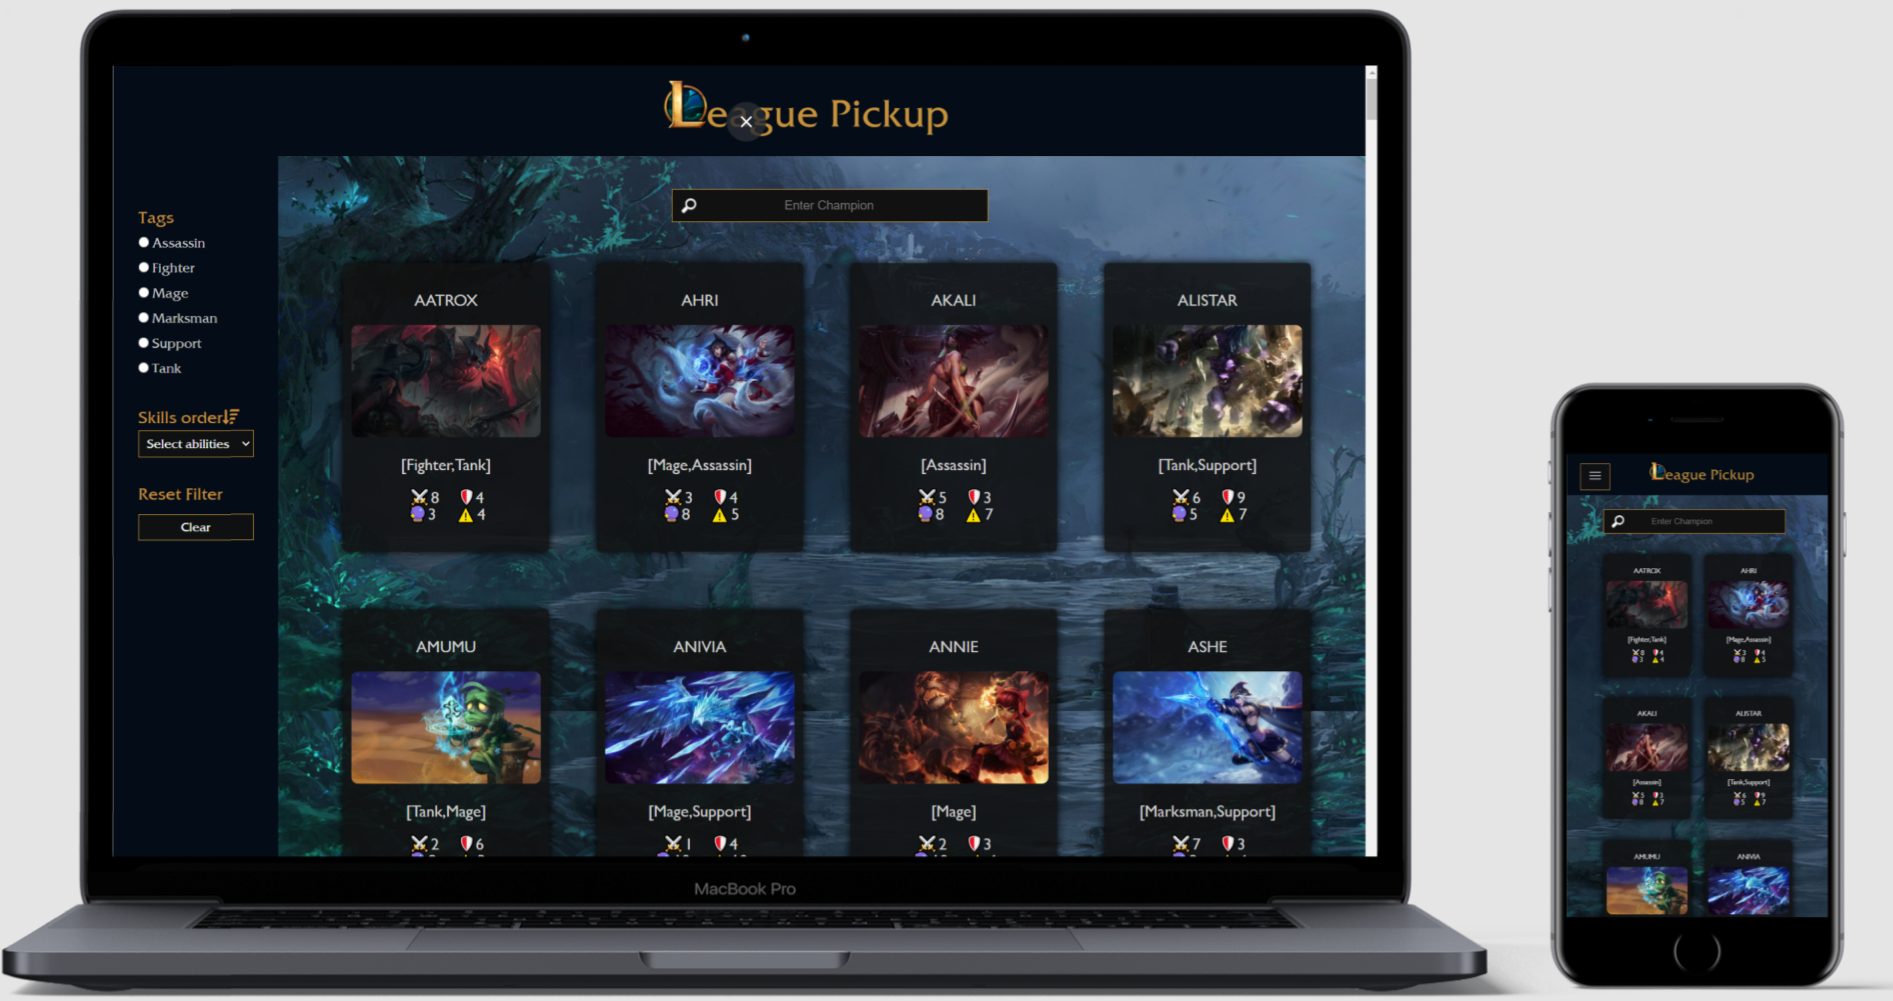 League Pickup
Enter Champion
Tags
Assassin
Fighter
Mage
Marksman
Support
Tank
Skills order
Select abilities
Reset Filter
Clear
AATROX
[Fighter,Tank]
8 4
3 4
AHRI
[Mage,Assassin]
3 4
8 5
AKALI
[Assassin]
5 3
8 7
ALISTAR
[Tank,Support]
6 9
5 7
AMUMU
[Tank,Mage]
2 6
ANIVIA
[Mage,Support]
1 4
ANNIE
[Mage]
2 3
ASHE
[Marksman,Support]
7 3
MacBook Pro
League Pickup
Enter Champion
AATROX
[Fighter,Tank]
8 4
3 4
AHRI
[Mage,Assassin]
3 4
8 5
AKALI
[Assassin]
5 3
8 7
ALISTAR
[Tank,Support]
6 9
5 7
AMUMU
ANIVIA